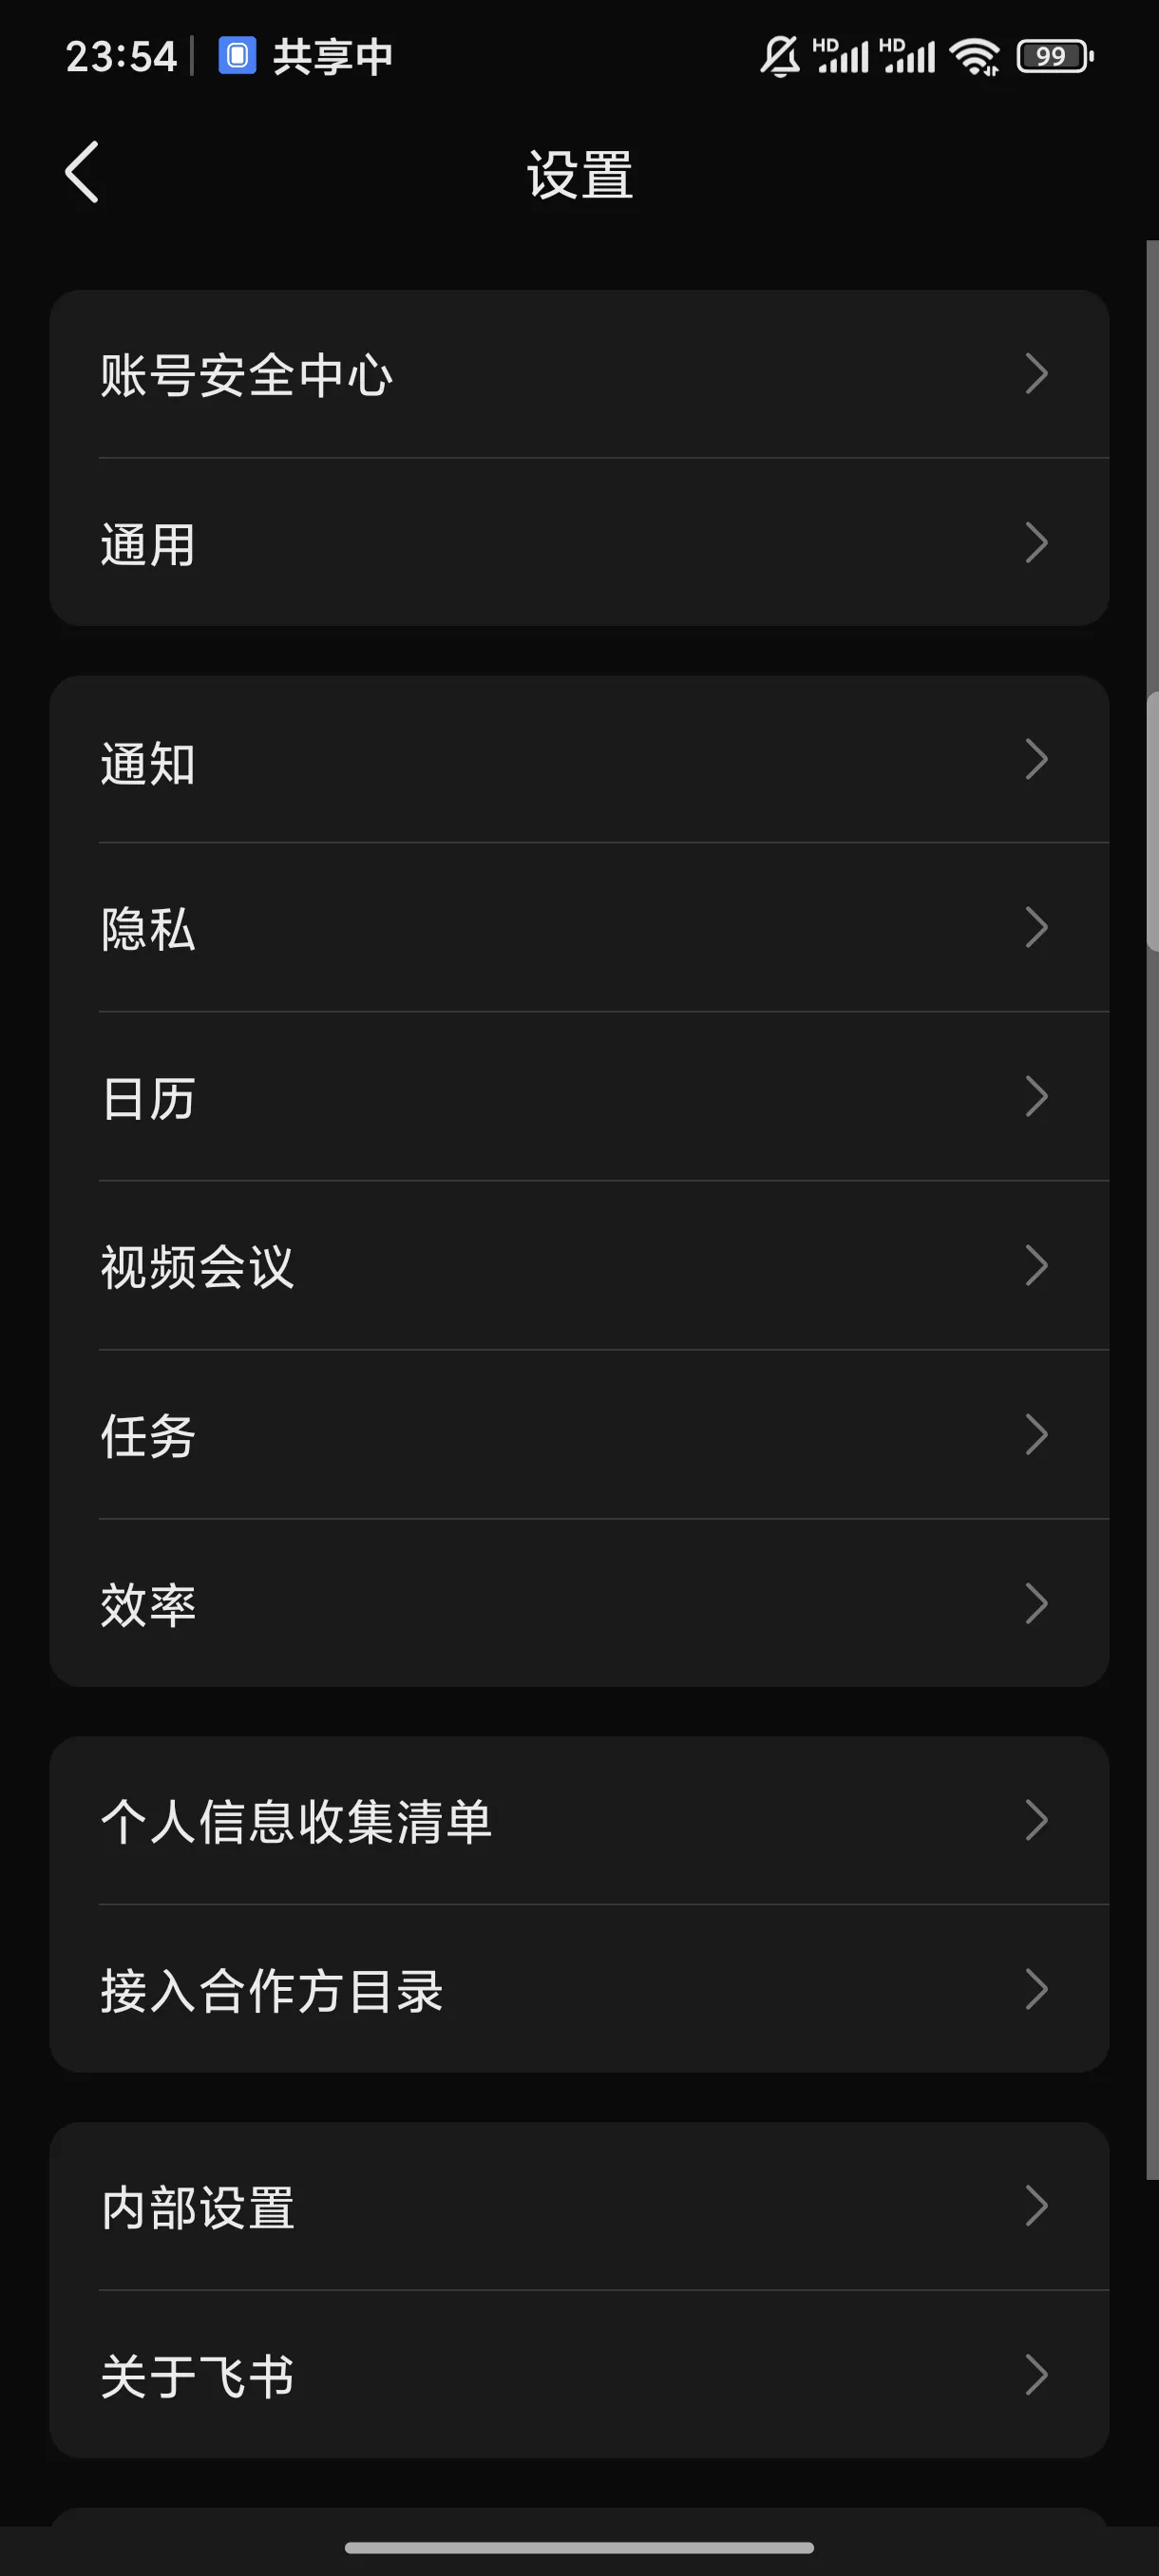 23:54 共享中 HD HD 99
设置
账号安全中心
通用
通知
隐私
日历
视频会议
任务
效率
个人信息收集清单
接入合作方目录
内部设置
关于飞书